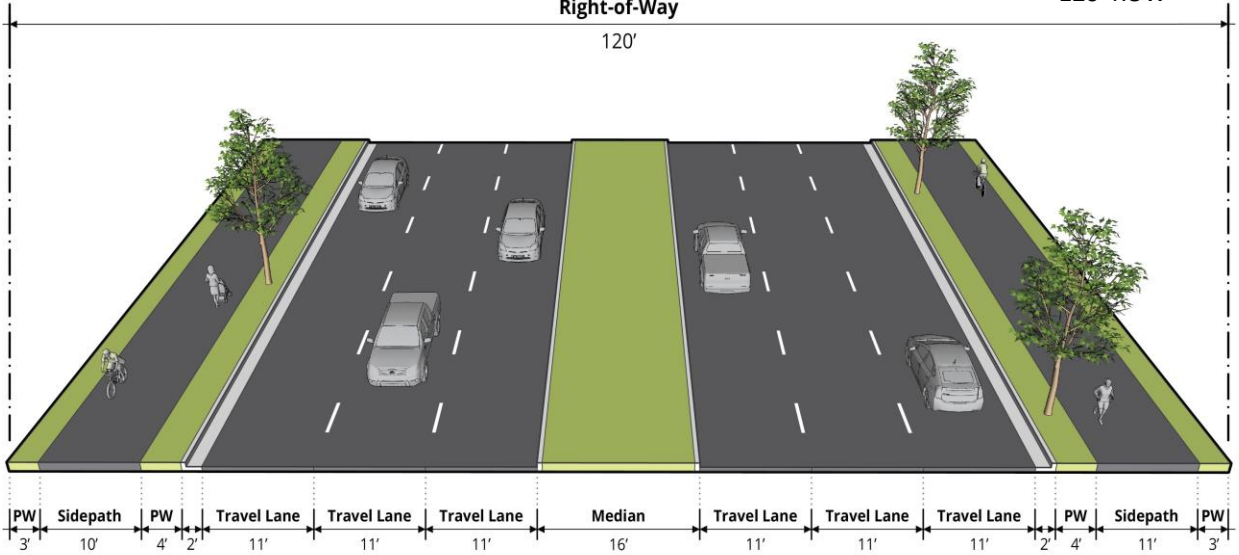 Right-of-Way
120'
PW Sidepath PW Travel Lane Travel Lane Travel Lane Median Travel Lane Travel Lane Travel Lane PW Sidepath PW
3' 10' 4' 2' 11' 11' 11' 16' 11' 11' 11' 2' 4' 11' 3'